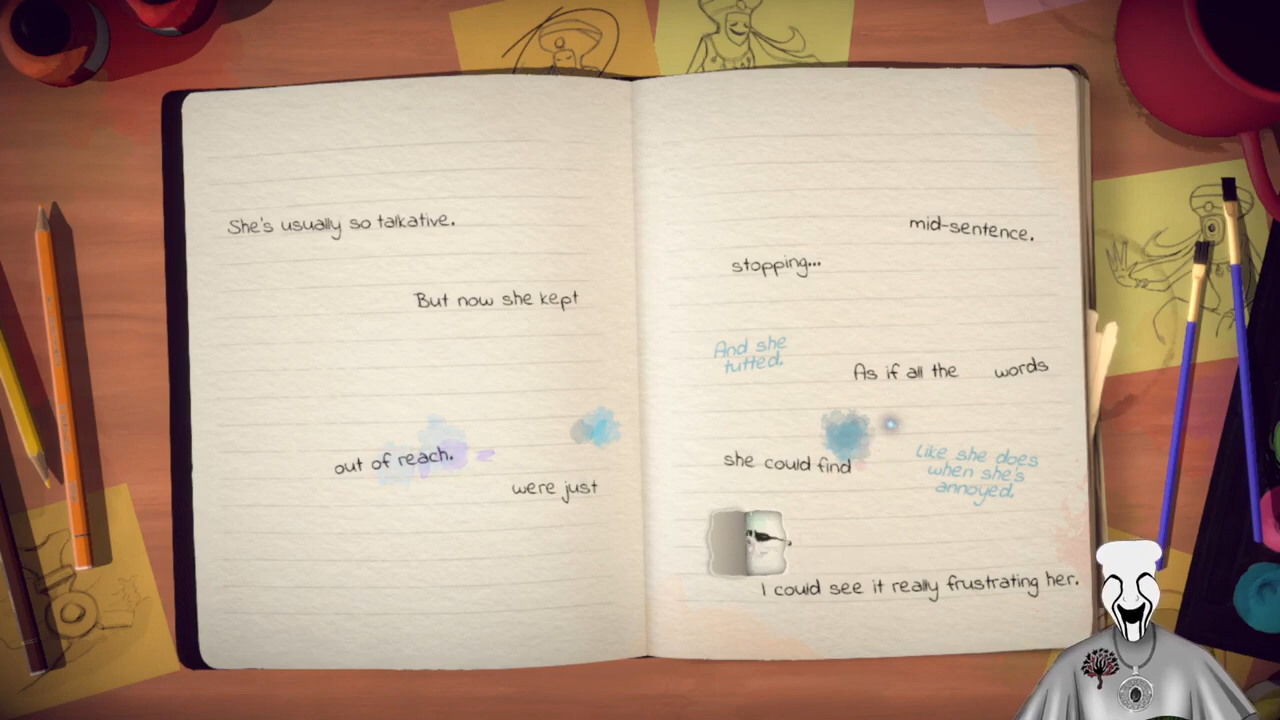 She's usually so talkative.
But now she kept
out of reach.
were just
mid-sentence.
stopping...
And she
tutted.
As if all the words
she could find
Like she does
when she's
annoyed.
I could see it really frustrating her.